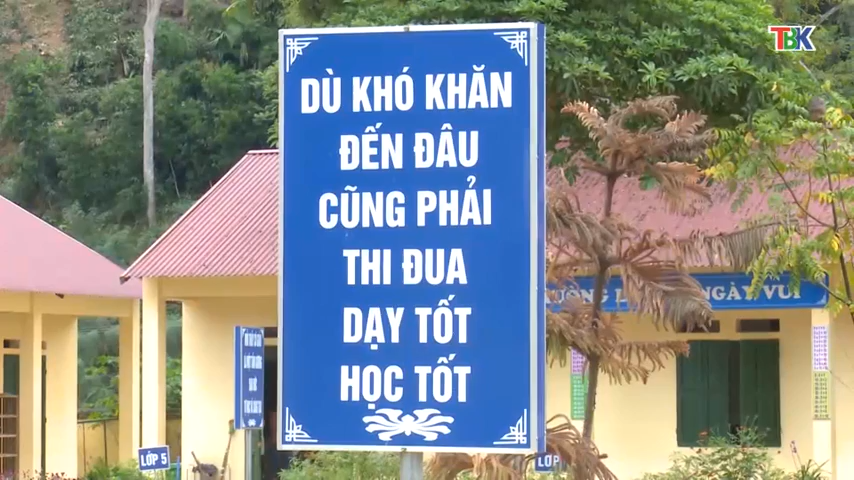 TBK
DÙ KHÓ KHĂN
ĐẾN ĐÂU
CŨNG PHẢI
THI ĐUA
DẠY TỐT
HỌC TỐT
NGÀY VUI
LỚP 5
LỚP